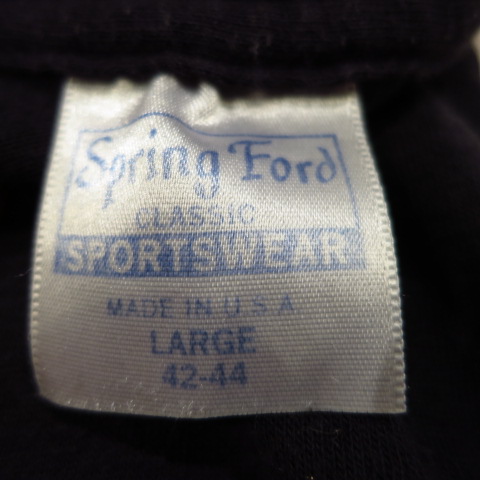 Spring Ford
CLASSIC
SPORTSWEAR
MADE IN U.S.A
LARGE
42-44